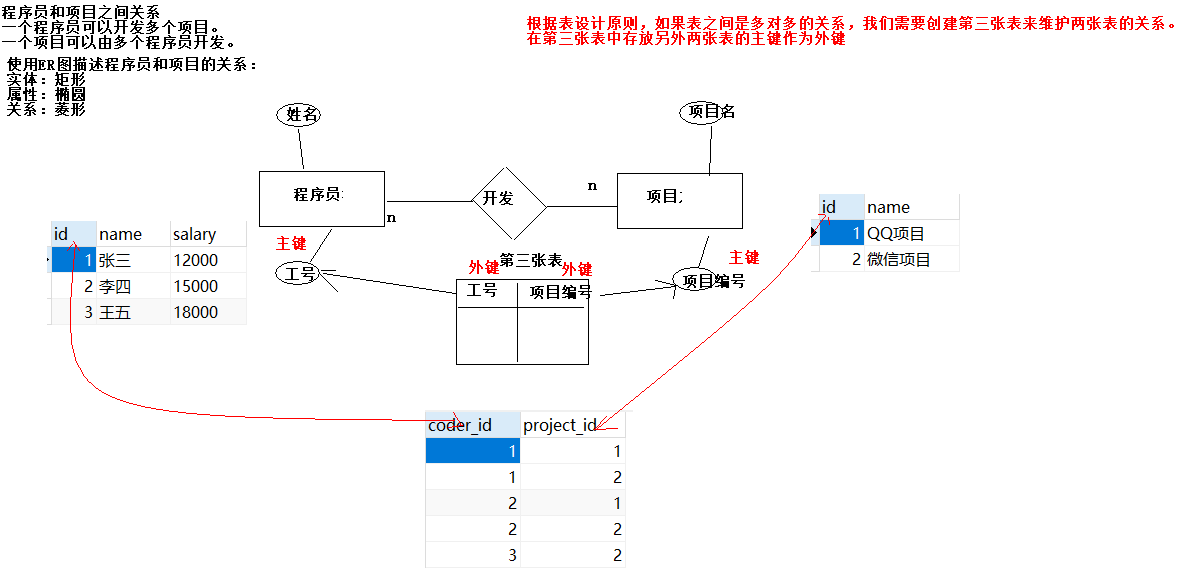 程序员和项目之间关系
一个程序员可以开发多个项目。
一个项目可以由多个程序员开发。
使用ER图描述程序员和项目的关系：
实体：矩形
属性：椭圆
关系：菱形
根据表设计原则，如果表之间是多对多的关系，我们需要创建第三张表来维护两张表的关系。
在第三张表中存放另外两张表的主键作为外键
姓名
项目名
程序员:
n
开发
n
项目;
主键
工号
第三张表
外键
外键
工号
项目编号
主键
项目编号
id name salary
1 张三 12000
2 李四 15000
3 王五 18000
id name
1 QQ项目
2 微信项目
coder_id project_id
1 1
1 2
2 1
2 2
3 2